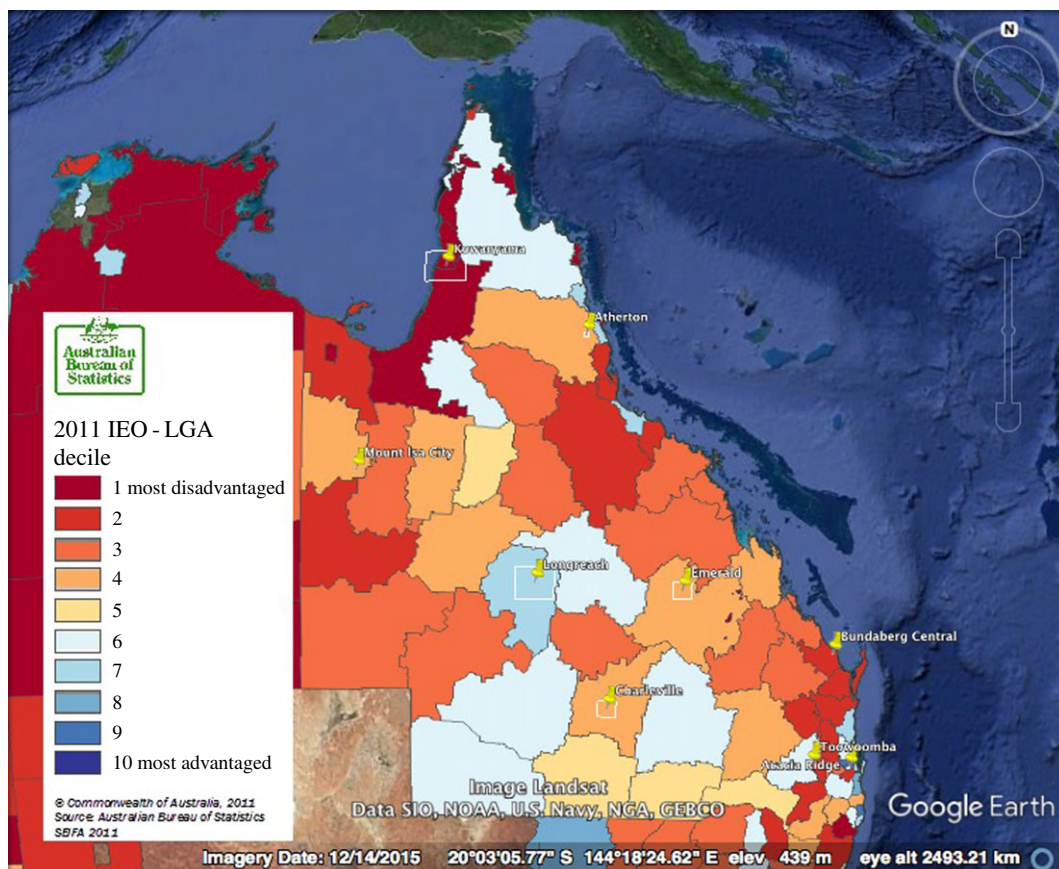 N
Kowanyama
Atherton
Australian
Bureau of
Statistics
2011 IEO - LGA
decile
Mount Isa City
1 most disadvantaged
2
3
4
5
6
7
8
9
10 most advantaged
Longreach
Emerald
Bundaberg Central
Charleville
Toowoomba
Acacia Ridge
© Commonwealth of Australia, 2011
Source: Australian Bureau of Statistics
SEIFA 2011
Image Landsat
Data SIO, NOAA, U.S. Navy, NGA, GEBCO
Google Earth
Imagery Date: 12/14/2015 20°03'05.77" S 144°18'24.62" E elev 439 m eye alt 2493.21 km